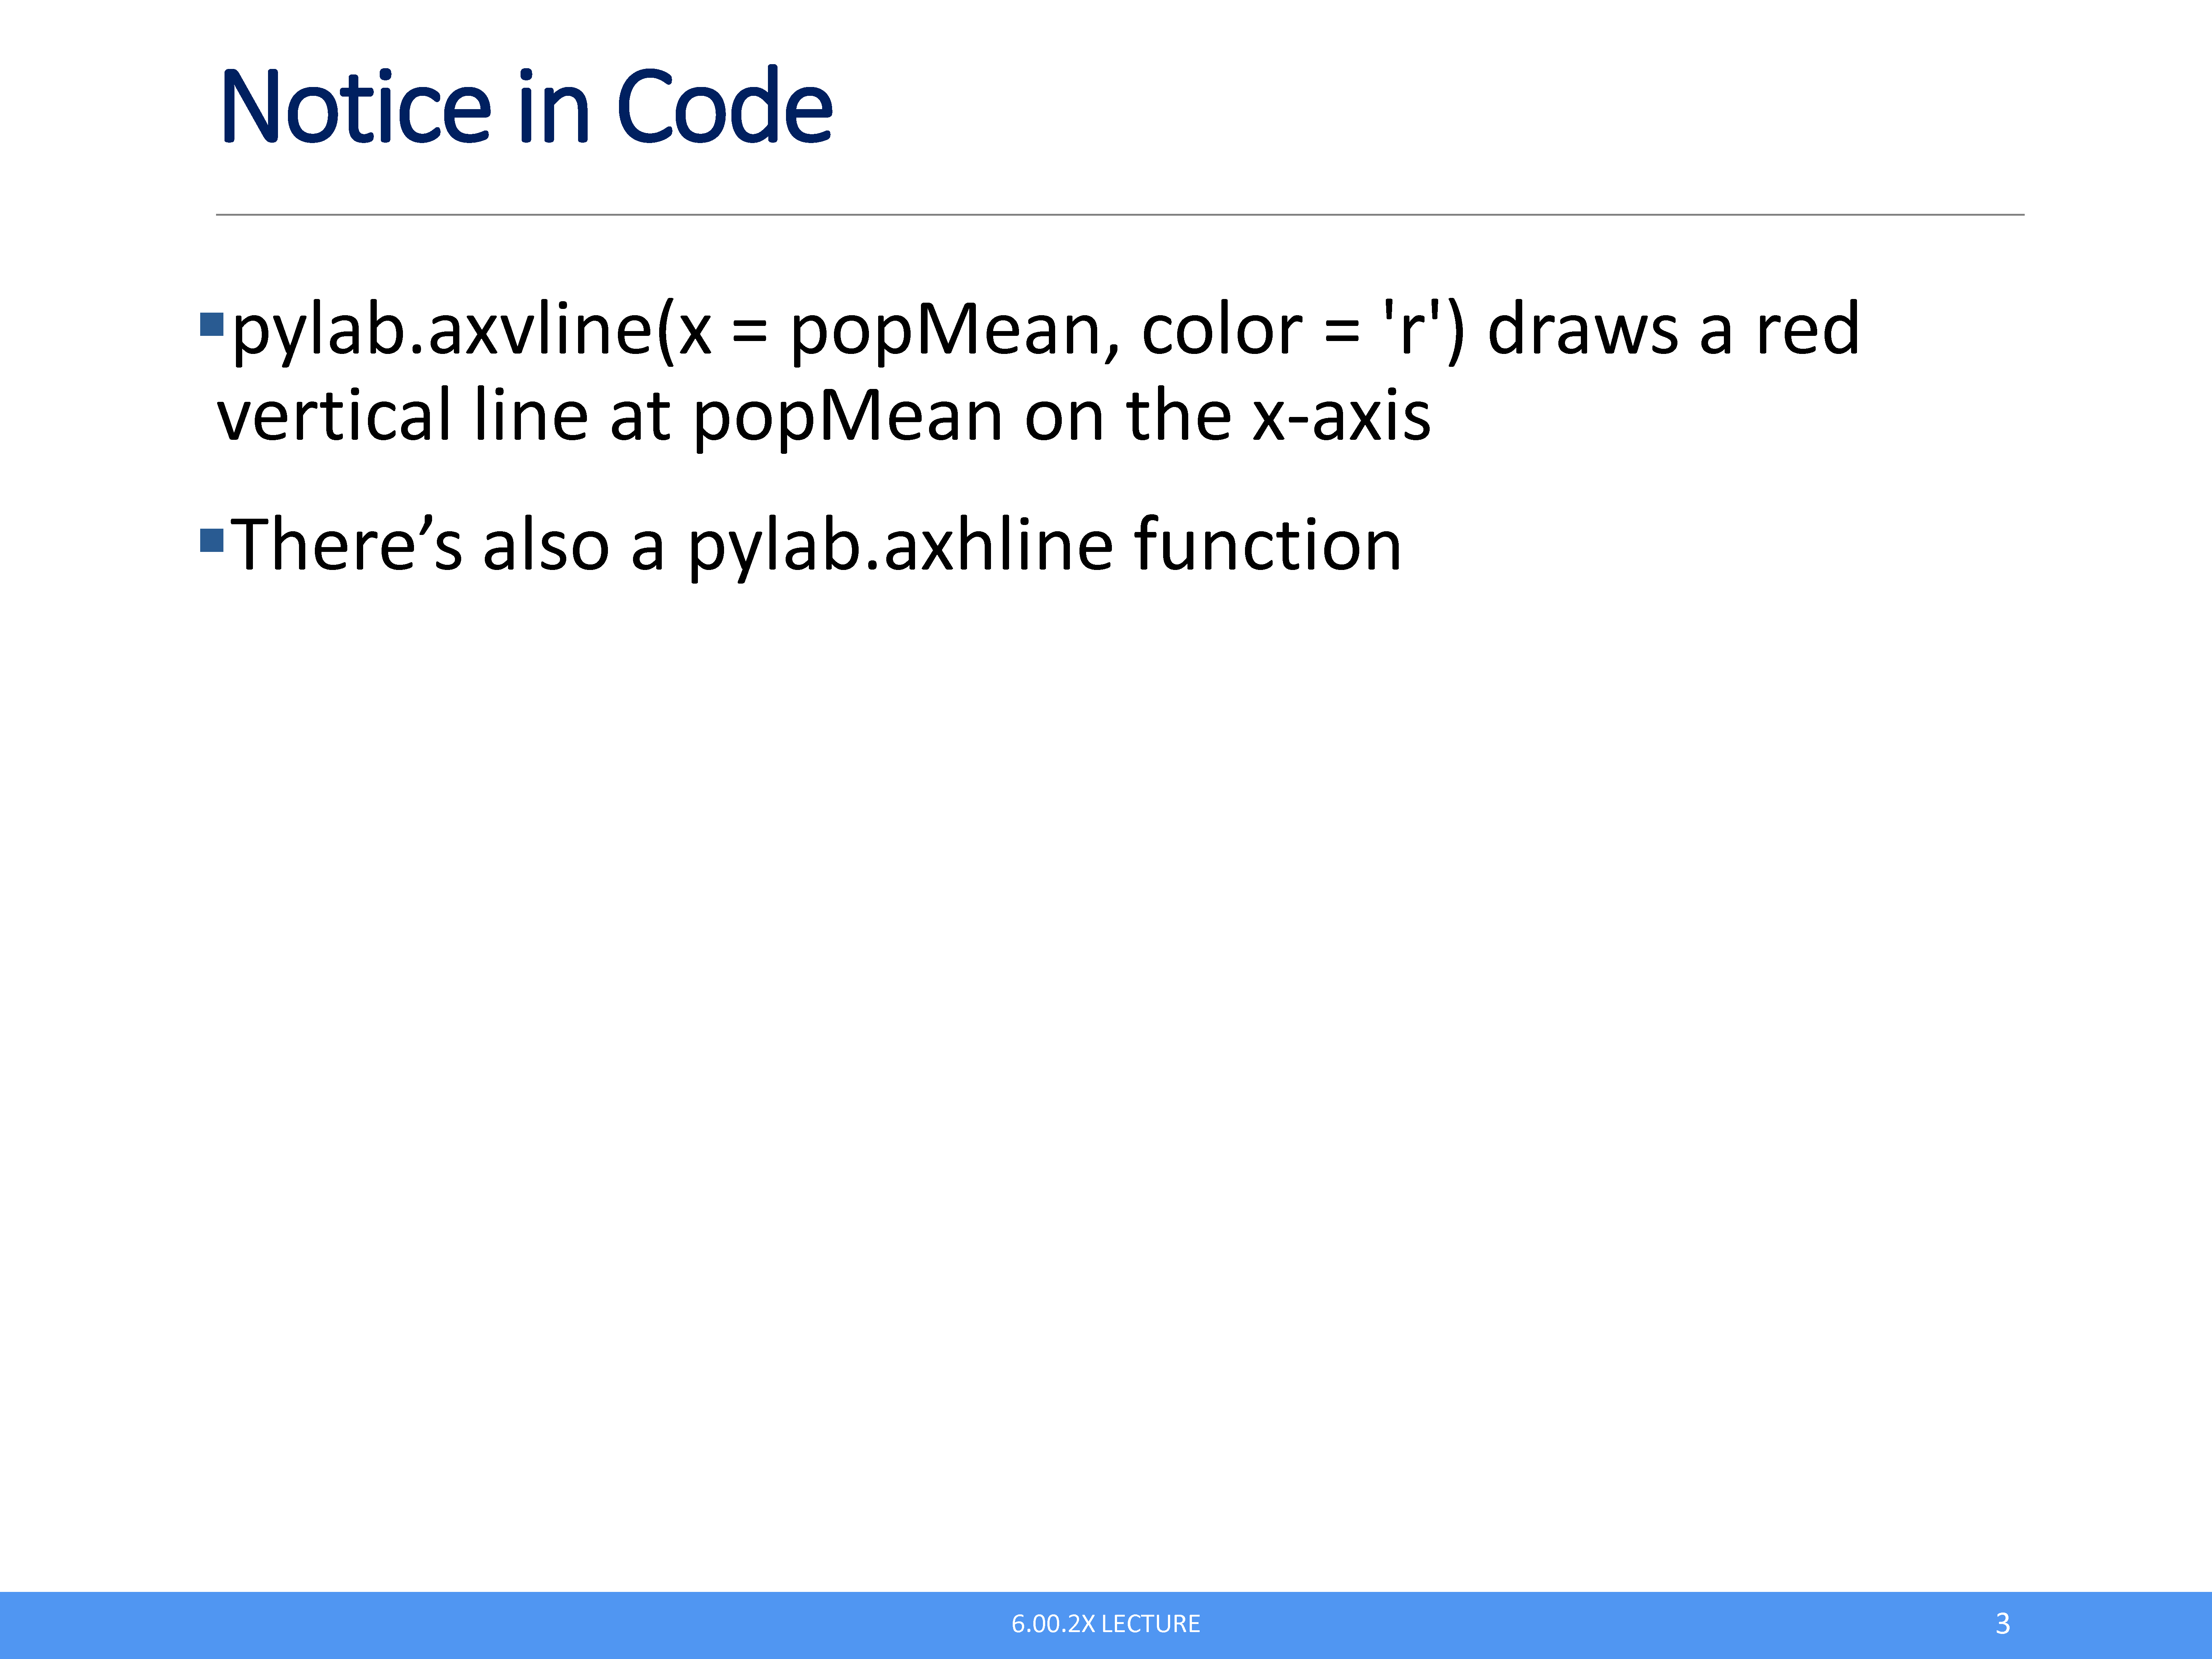 Notice in Code
▪pylab.axvline(x = popMean, color = 'r') draws a red
vertical line at popMean on the x-axis
▪There’s also a pylab.axhline function
6.00.2X LECTURE
3